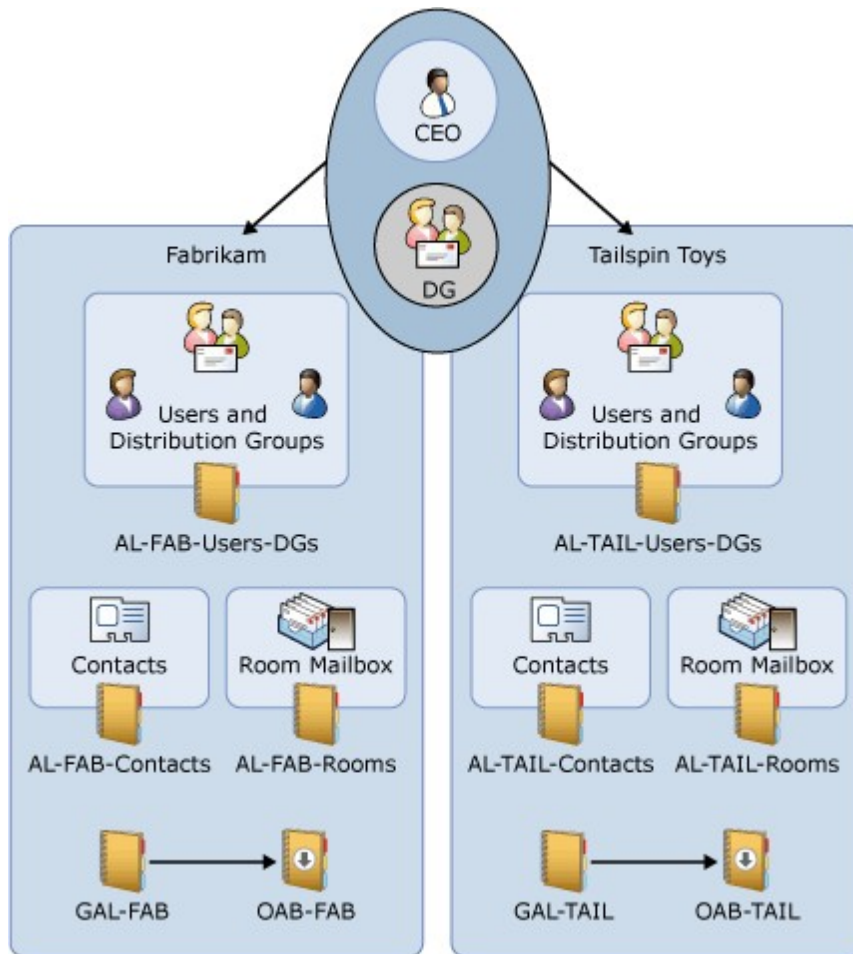 CEO
DG
Fabrikam
Users and
Distribution Groups
AL-FAB-Users-DGs
Contacts
Room Mailbox
AL-FAB-Contacts
AL-FAB-Rooms
GAL-FAB
OAB-FAB
Tailspin Toys
Users and
Distribution Groups
AL-TAIL-Users-DGs
Contacts
Room Mailbox
AL-TAIL-Contacts
AL-TAIL-Rooms
GAL-TAIL
OAB-TAIL